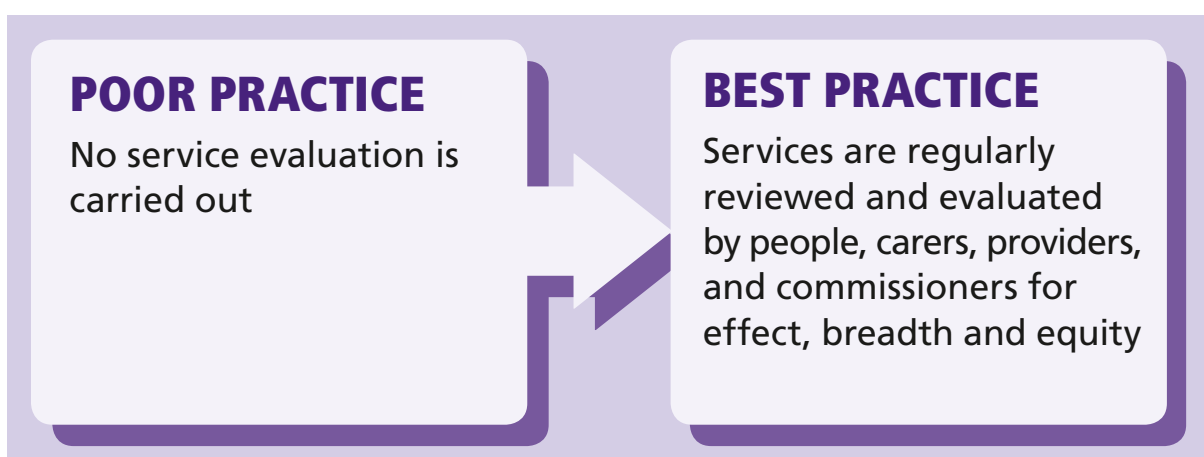 POOR PRACTICE
No service evaluation is
carried out
BEST PRACTICE
Services are regularly
reviewed and evaluated
by people, carers, providers,
and commissioners for
effect, breadth and equity